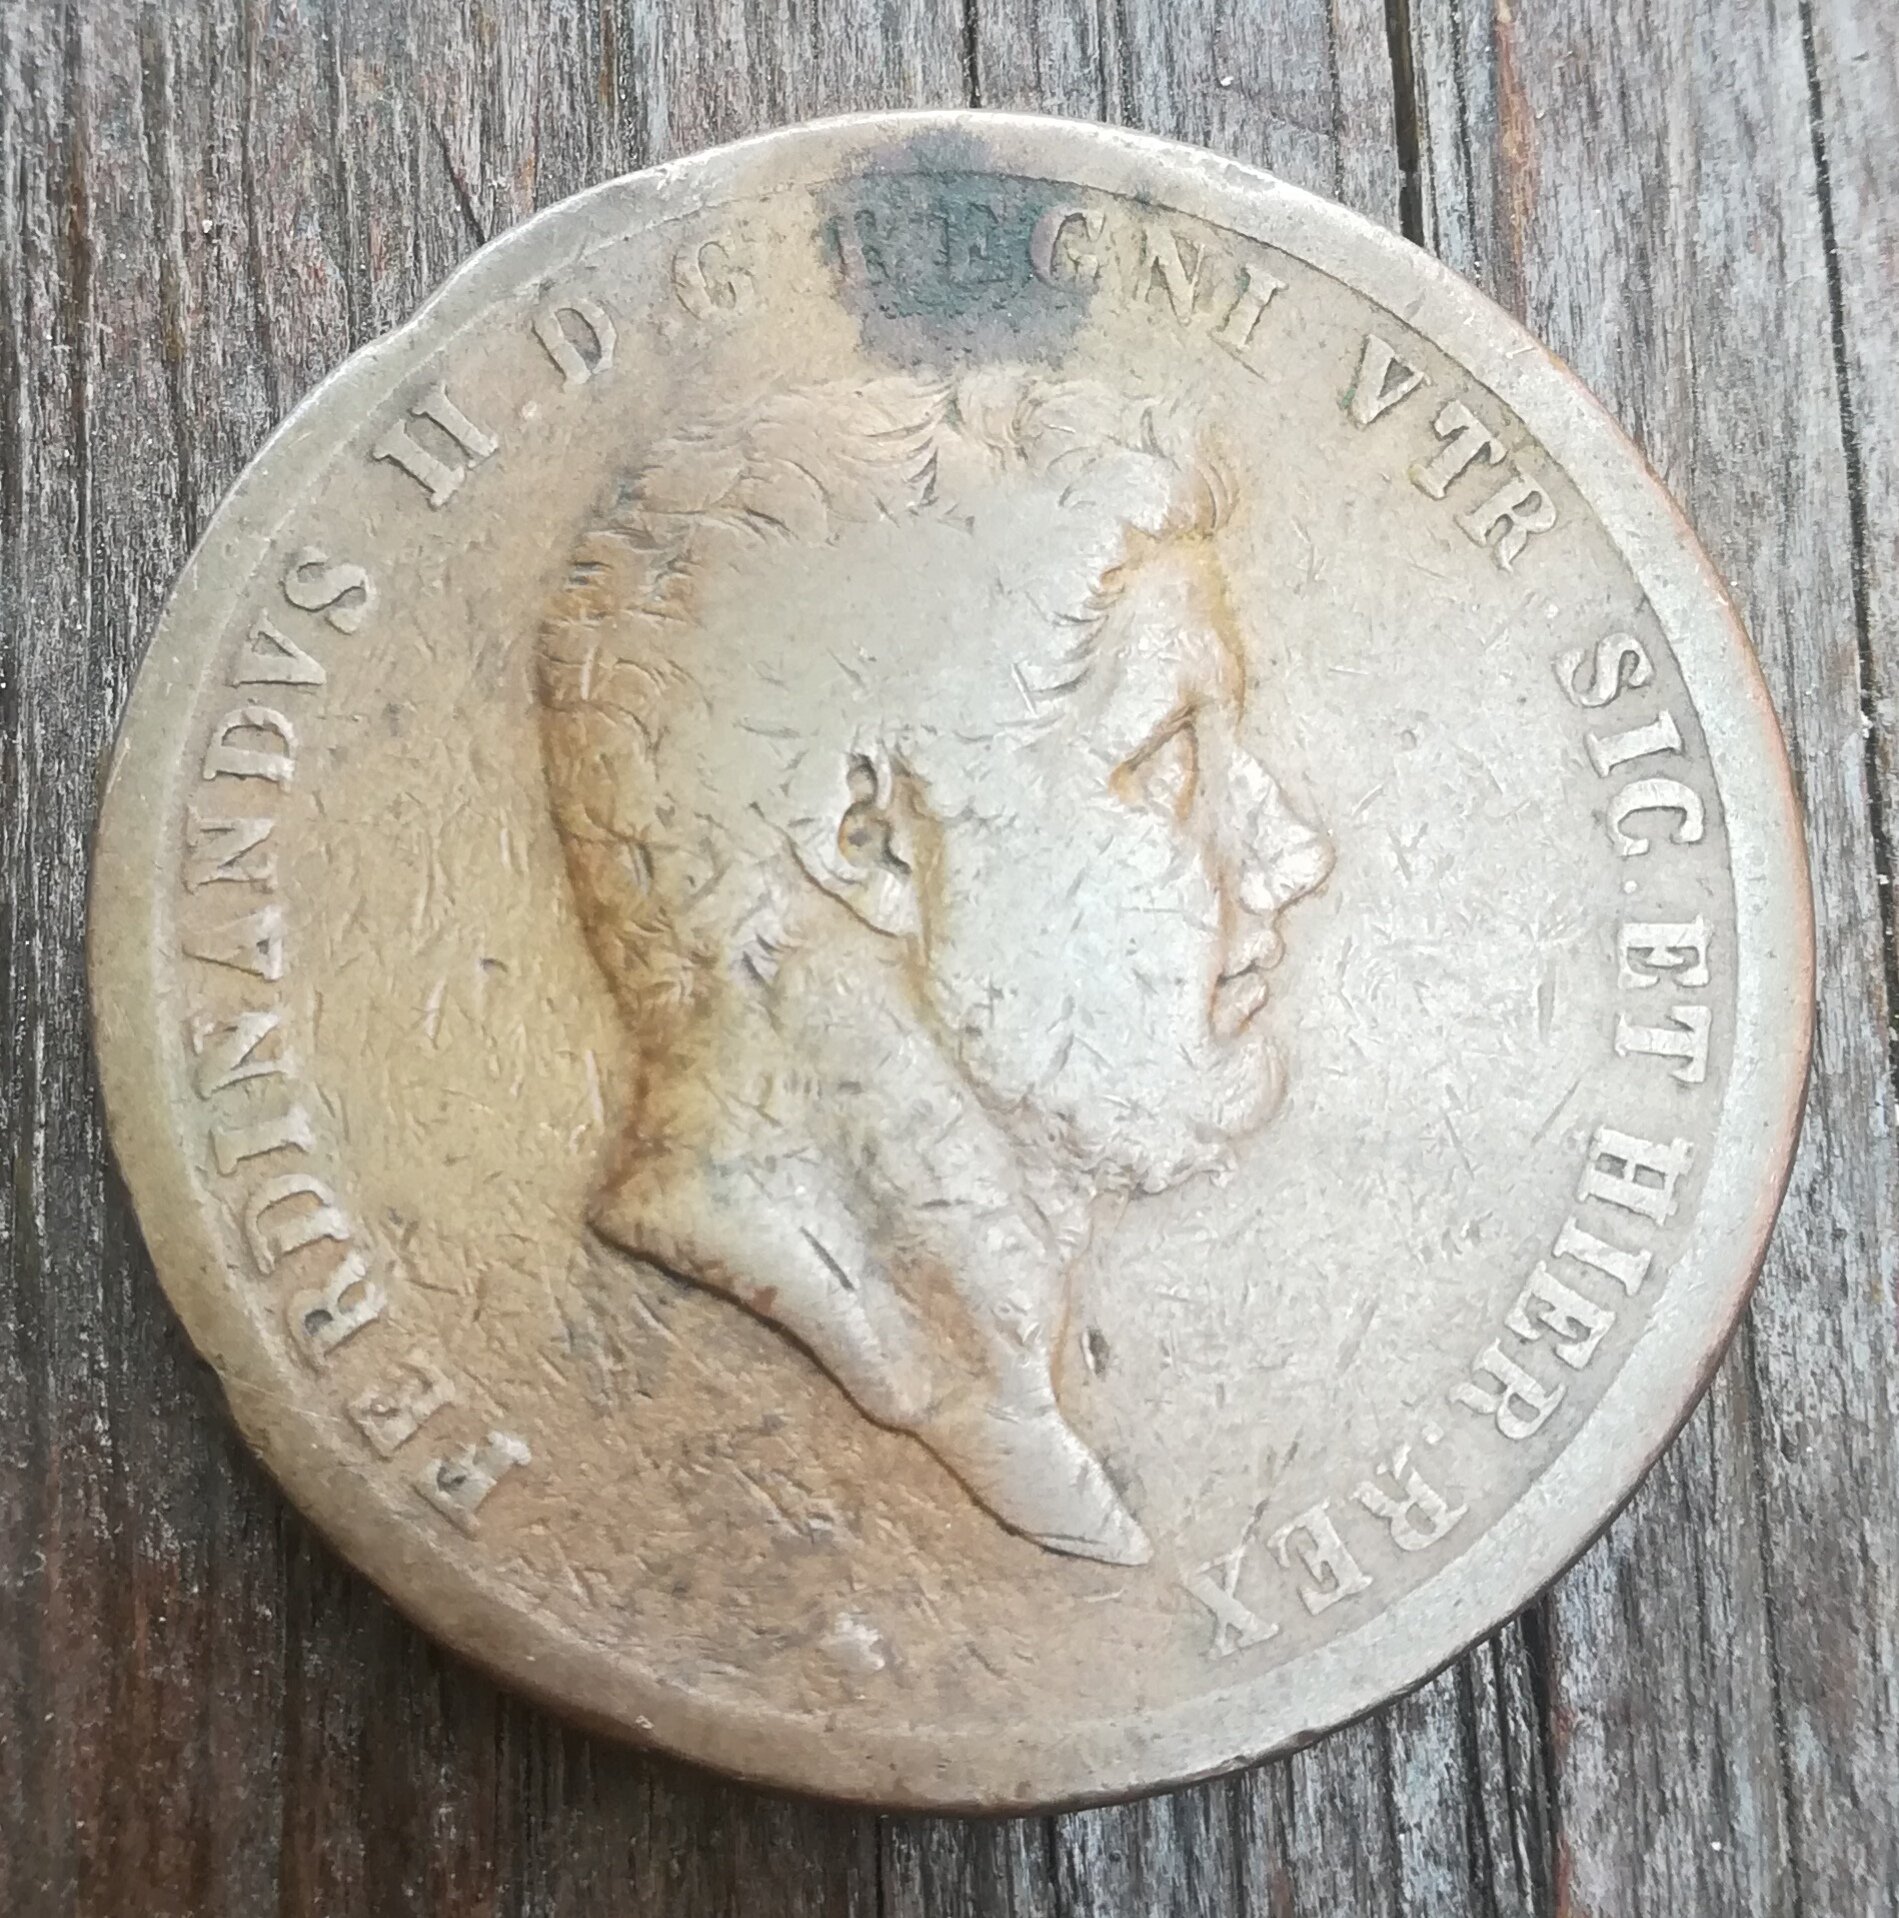 FERDINANDVS II D G REGNI VTR SIC. ET HIER. REX